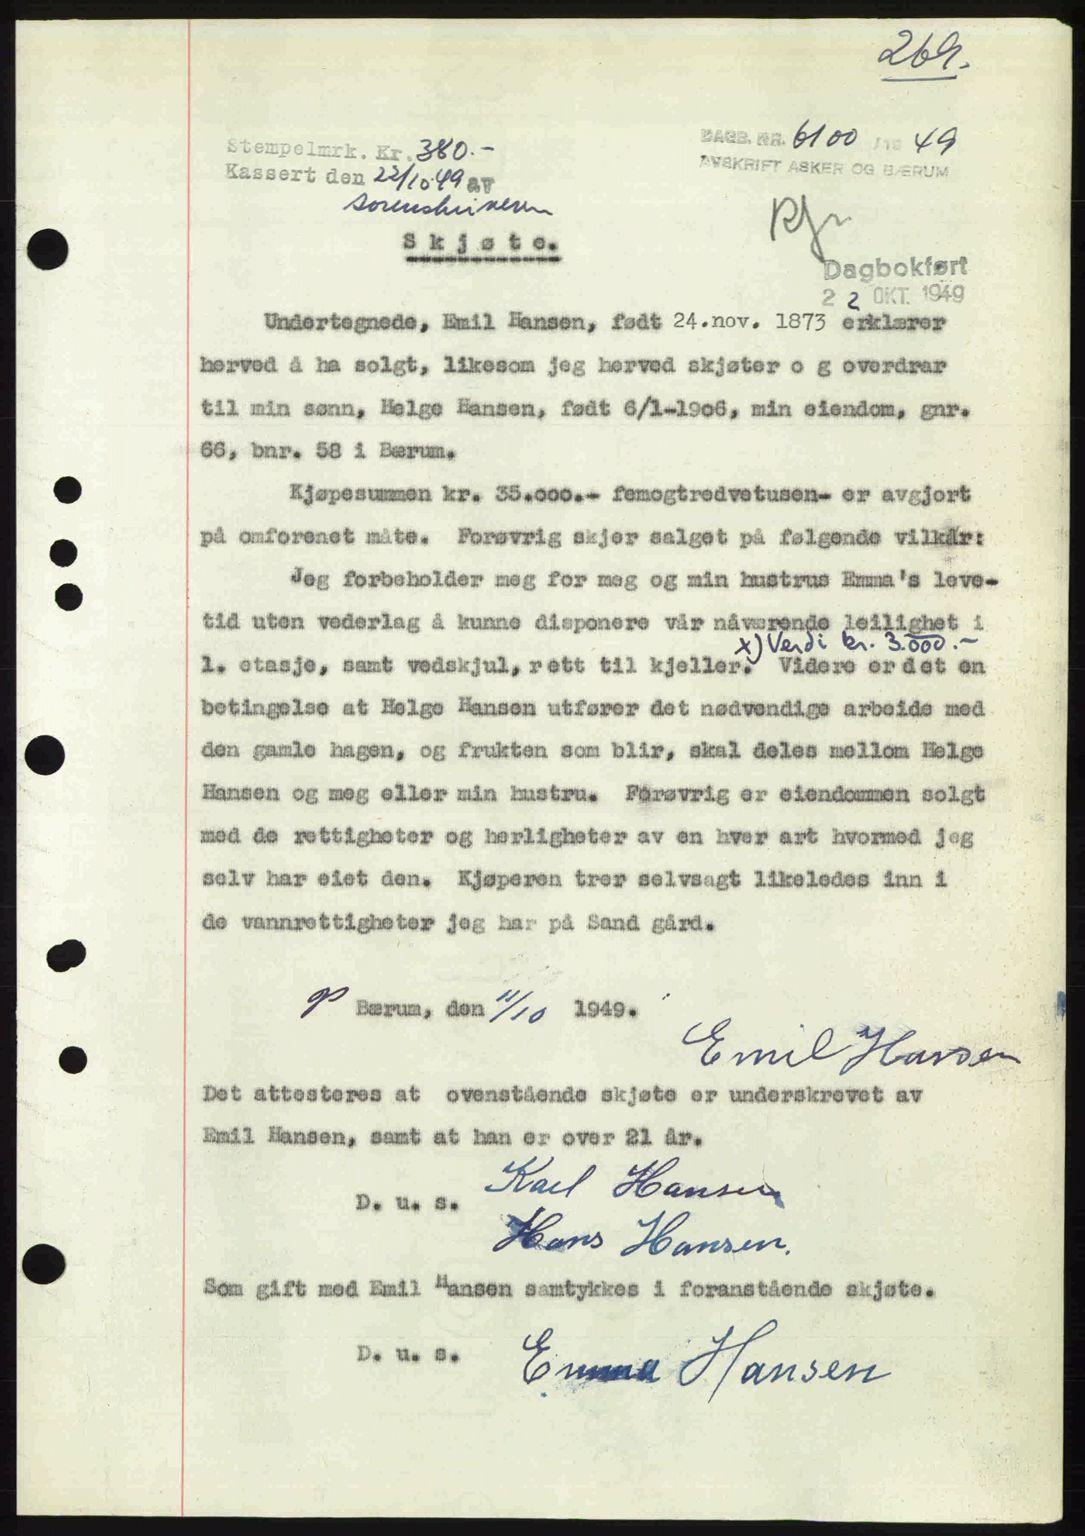 269.
Stempelmrk. Kr. 380.-
Kassert den 22/10-49 av
sorenskriveren
DAGB. NR. 6100 /19 49
AVSKRIFT ASKER OG BÆRUM
Dagbokført
22 OKT. 1949
Skjøte.
Undertegnede, Emil Hansen, født 24.nov. 1873 erklærer
herved å ha solgt, likesom jeg herved skjøter o g overdrar
til min sønn, Helge Hansen, født 6/1-1906, min eiendom, gnr.
66, bnr. 58 i Bærum.
Kjøpesummen kr. 35.000.- femogtredvetusen- er avgjort
på omforenet måte. Forøvrig skjer salget på følgende vilkår:
Jeg forbeholder meg for meg og min hustrus Emma's leve-
tid uten vederlag å kunne disponere vår nåværende leilighet i
x) Verdi kr. 3.000.-
1. etasje, samt vedskjul, rett til kjeller. Videre er det en
betingelse at Helge Hansen utfører det nødvendige arbeide med
den gamle hagen, og frukten som blir, skal deles mellom Helge
Hansen og meg eller min hustru. Forøvrig er eiendommen solgt
med de rettigheter og herligheter av en hver art hvormed jeg
selv har eiet den. Kjøperen trer selvsagt likeledes inn i
de vannrettigheter jeg har på Sand gård.
Bærum, den 11/10 1949.
Emil Hansen
Det attesteres at ovenstående skjøte er underskrevet av
Emil Hansen, samt at han er over 21 år.
D. u. s. Karl Hansen
Hans Hansen.
Som gift med Emil Hansen samtykkes i foranstående skjøte.
D. u. s. Emma Hansen